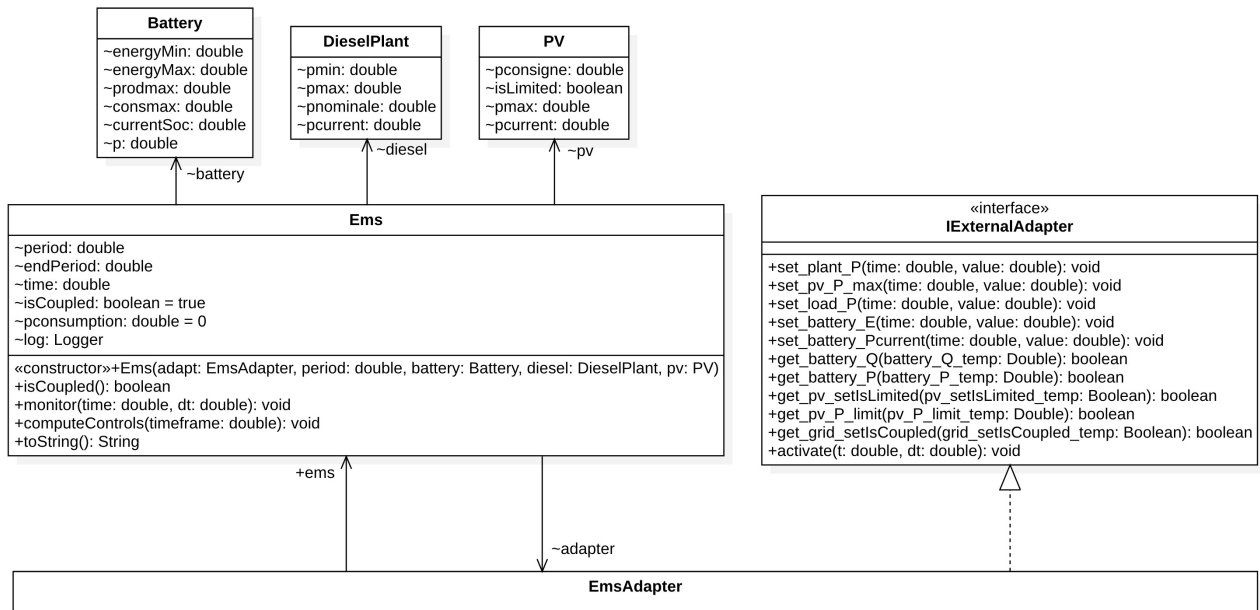 Battery
~energyMin: double
~energyMax: double
~prodmax: double
~consmax: double
~currentSoc: double
~p: double
DieselPlant
~pmin: double
~pmax: double
~pnominale: double
~pcurrent: double
PV
~pconsigne: double
~isLimited: boolean
~pmax: double
~pcurrent: double
~battery
~diesel
~pv
Ems
~period: double
~endPeriod: double
~time: double
~isCoupled: boolean = true
~pconsumption: double = 0
~log: Logger
«constructor»+Ems(adapt: EmsAdapter, period: double, battery: Battery, diesel: DieselPlant, pv: PV)
+isCoupled(): boolean
+monitor(time: double, dt: double): void
+computeControls(timeframe: double): void
+toString(): String
«interface»
IExternalAdapter
+set_plant_P(time: double, value: double): void
+set_pv_P_max(time: double, value: double): void
+set_load_P(time: double, value: double): void
+set_battery_E(time: double, value: double): void
+set_battery_Pcurrent(time: double, value: double): void
+get_battery_Q(battery_Q_temp: Double): boolean
+get_battery_P(battery_P_temp: Double): boolean
+get_pv_setIsLimited(pv_setIsLimited_temp: Boolean): boolean
+get_pv_P_limit(pv_P_limit_temp: Double): boolean
+get_grid_setIsCoupled(grid_setIsCoupled_temp: Boolean): boolean
+activate(t: double, dt: double): void
+ems
~adapter
EmsAdapter